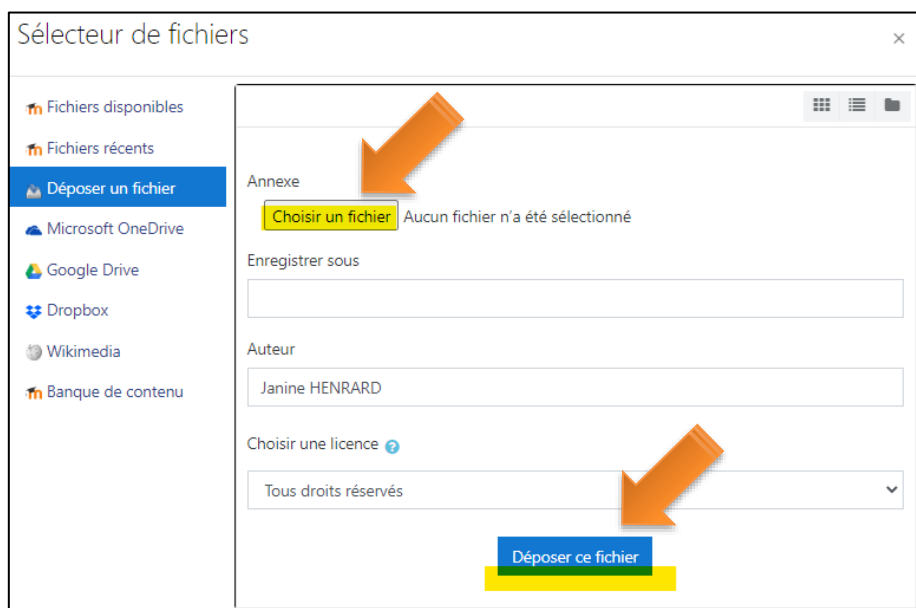 Sélecteur de fichiers
×
Fichiers disponibles
Fichiers récents
Déposer un fichier
Microsoft OneDrive
Google Drive
Dropbox
Wikimedia
Banque de contenu
Annexe
Choisir un fichier Aucun fichier n'a été sélectionné
Enregistrer sous
Auteur
Janine HENRARD
Choisir une licence ?
Tous droits réservés
Déposer ce fichier